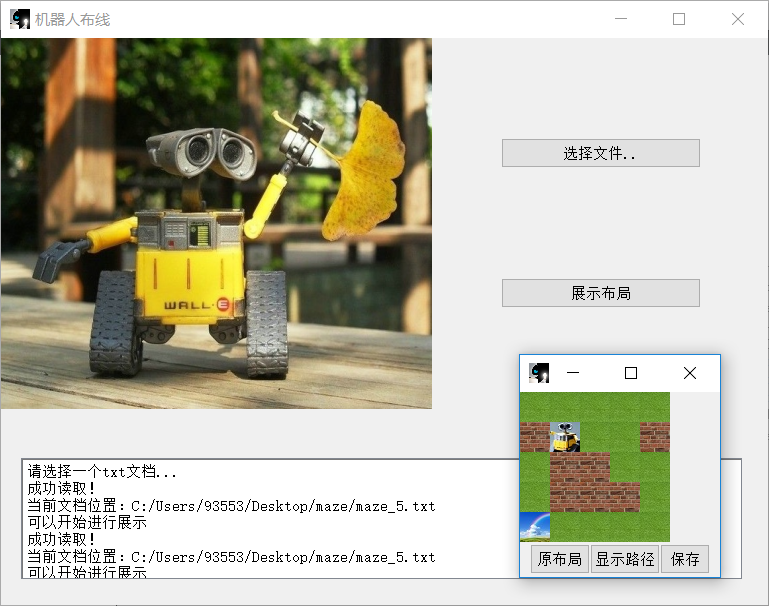 机器人布线
WALL·E
选择文件..
展示布局
请选择一个txt文档...
成功读取!
当前文档位置：C:/Users/93553/Desktop/maze/maze_5.txt
可以开始进行展示
成功读取!
当前文档位置：C:/Users/93553/Desktop/maze/maze_5.txt
可以开始进行展示
原布局 显示路径 保存